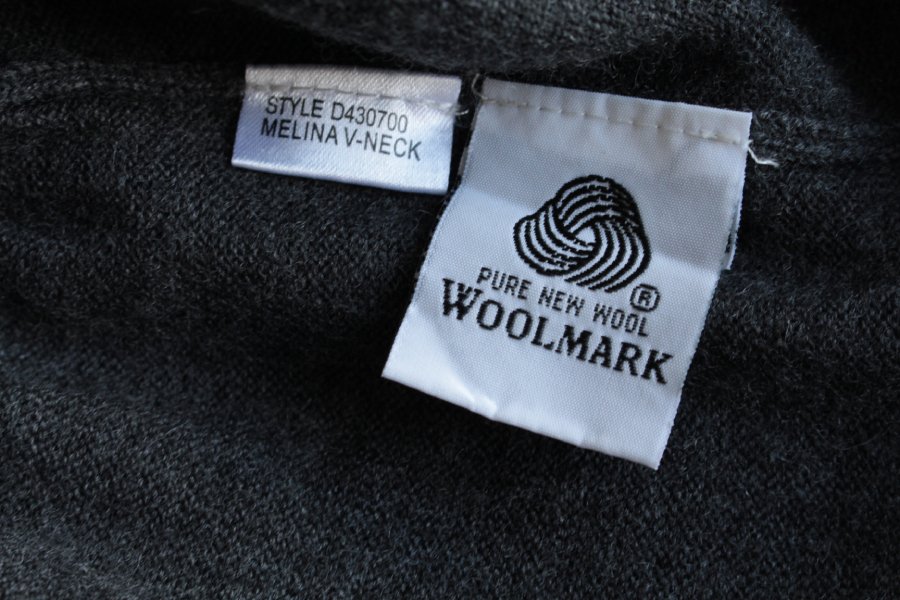 STYLE D430700
MELINA V-NECK
PURE NEW WOOL ®
WOOLMARK